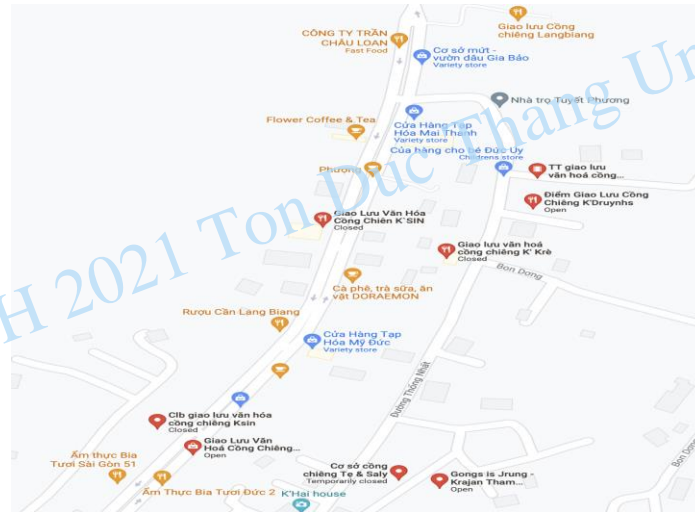 Giao lưu Cồng
chiêng Langbiang
CÔNG TY TRẦN
CHÂU LOAN
Fast Food
Cơ sở mứt -
vườn dâu Gia Bảo
Variety store
Nhà trọ Tuyết Phương
Flower Coffee & Tea
Cửa Hàng Tạp
Hóa Mai Thanh
Variety store
Của hàng cho bé Đức Uy
Childrens store
Phượng
TT giao lưu
văn hoá cồng...
Điểm Giao Lưu Cồng
Chiêng K'Druynhs
Open
Giao Lưu Văn Hóa
Cồng Chiên K'SIN
Closed
Giao lưu văn hoá
cồng chiêng K' Krè
Closed
Bon Dong
Cà phê, trà sữa, ăn
vặt DORAEMON
Rượu Cần Lang Biang
Cửa Hàng Tạp
Hóa Mỹ Đức
Variety store
Đường Thống Nhất
Clb giao lưu văn hóa
cồng chiêng Ksin
Closed
Giao Lưu Văn
Hoá Cồng Chiêng...
Open
Ẩm thực Bia
Tươi Sài Gòn 51
Ẩm Thực Bia Tươi Đức 2
Cơ sở cồng
chiêng Tẹ & Saly
Temporarily closed
Gongs is Jrung -
Krajan Tham...
Open
K'Hai house
Bon Dong
H 2021 Ton Duc Thang Un